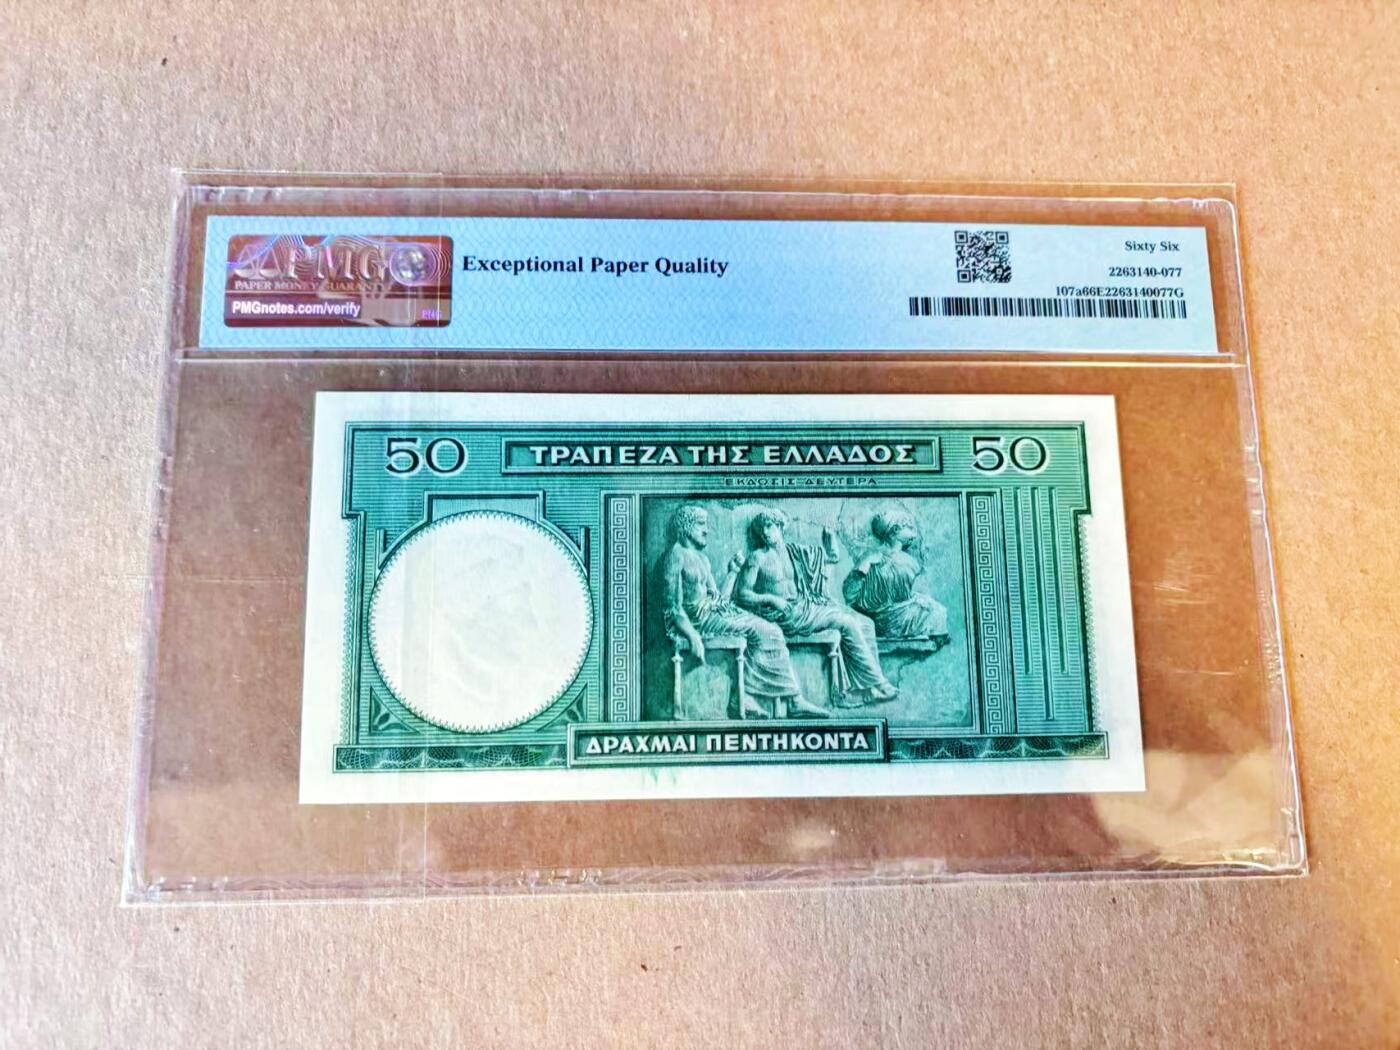 PMG
PAPER MONEY GUARANTY
PMGnotes.com/verify
PMG
Exceptional Paper Quality
Sixty Six
2263140-077
107a66E2263140077G
50 ΤΡΑΠΕΖΑ ΤΗΣ ΕΛΛΑΔΟΣ 50
ΕΚΔΟΣΙΣ ΔΕΥΤΕΡΑ
ΔΡΑΧΜΑΙ ΠΕΝΤΗΚΟΝΤΑ